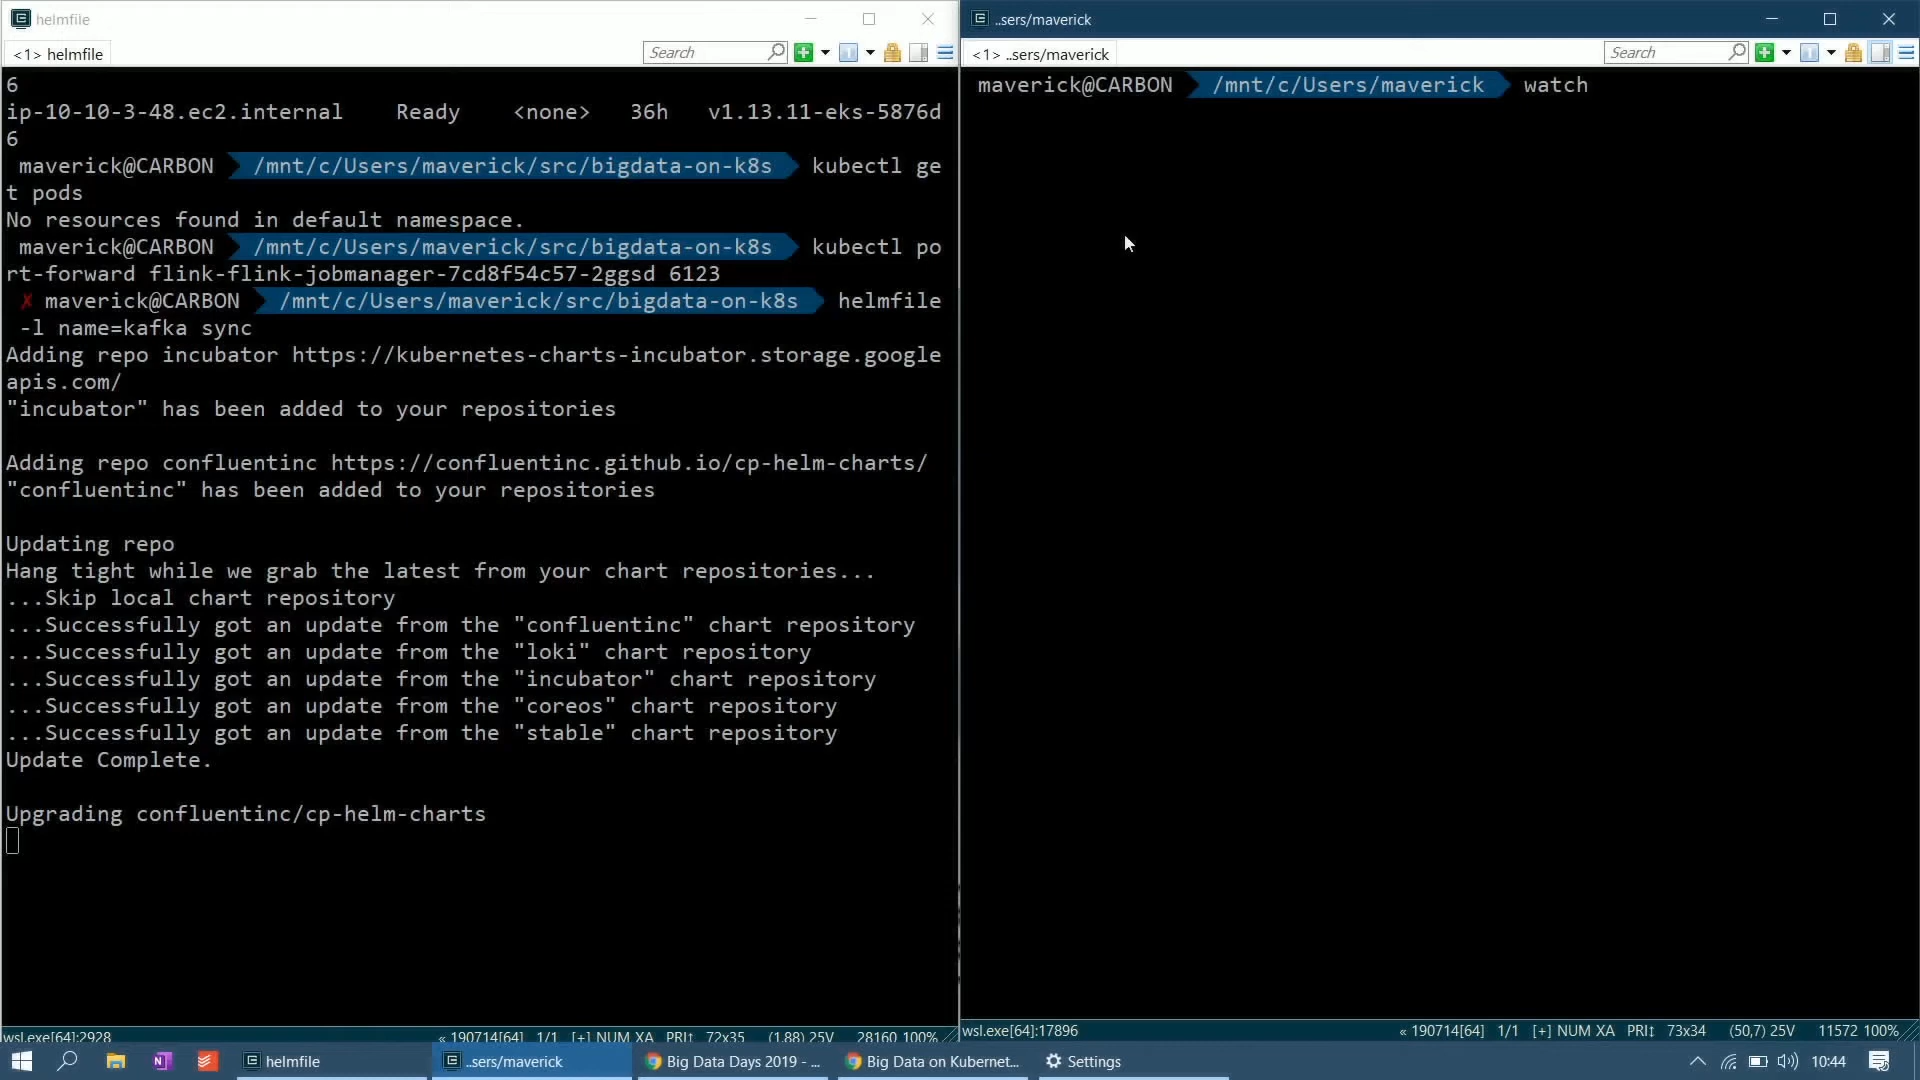 helmfile
<1> helmfile
Search
6
ip-10-10-3-48.ec2.internal    Ready    <none>   36h   v1.13.11-eks-5876d
6
maverick@CARBON /mnt/c/Users/maverick/src/bigdata-on-k8s kubectl ge
t pods
No resources found in default namespace.
maverick@CARBON /mnt/c/Users/maverick/src/bigdata-on-k8s kubectl po
rt-forward flink-flink-jobmanager-7cd8f54c57-2ggsd 6123
✗ maverick@CARBON /mnt/c/Users/maverick/src/bigdata-on-k8s helmfile
-l name=kafka sync
Adding repo incubator https://kubernetes-charts-incubator.storage.google
apis.com/
"incubator" has been added to your repositories
Adding repo confluentinc https://confluentinc.github.io/cp-helm-charts/
"confluentinc" has been added to your repositories
Updating repo
Hang tight while we grab the latest from your chart repositories...
...Skip local chart repository
...Successfully got an update from the "confluentinc" chart repository
...Successfully got an update from the "loki" chart repository
...Successfully got an update from the "incubator" chart repository
...Successfully got an update from the "coreos" chart repository
...Successfully got an update from the "stable" chart repository
Update Complete.
Upgrading confluentinc/cp-helm-charts
wsl.exe[64]:2928
« 190714[64] 1/1 [+] NUM XA PRI↕ 72x35 (1,88) 25V 28160 100%
..sers/maverick
<1> ..sers/maverick
Search
maverick@CARBON /mnt/c/Users/maverick watch
wsl.exe[64]:17896
« 190714[64] 1/1 [+] NUM XA PRI↕ 73x34 (50,7) 25V 11572 100%
helmfile
..sers/maverick
Big Data Days 2019 - ...
Big Data on Kubernet...
Settings
10:44